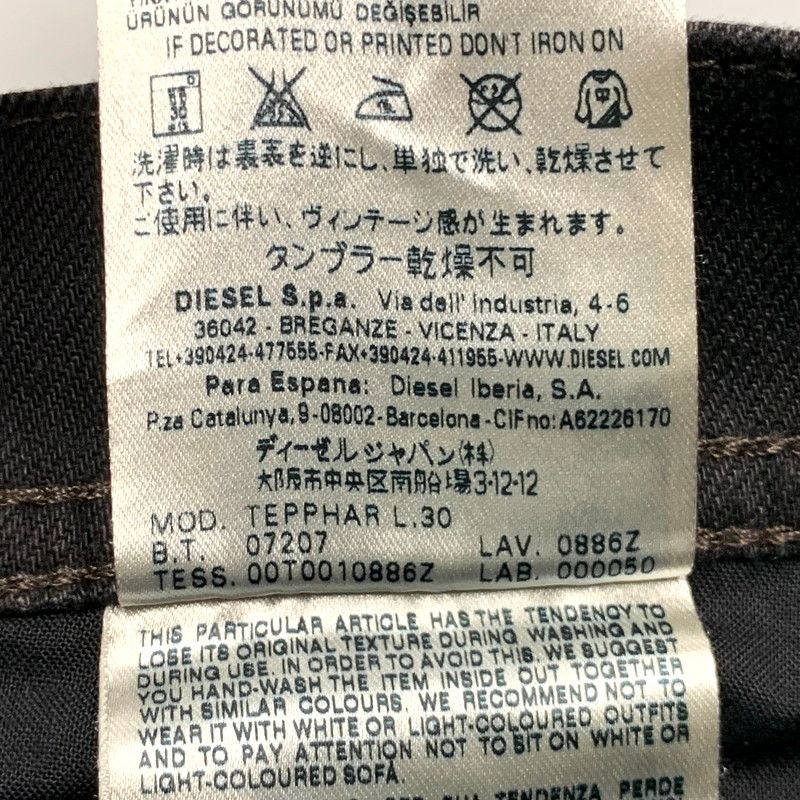 ÜRÜNÜN GÖRÜNÜMÜ DEĞİŞEBİLİR
IF DECORATED OR PRINTED DON'T IRON ON
洗濯時は裏表を逆にし、単独で洗い、乾燥させて
下さい。
ご使用に伴い、ヴィンテージ感が生まれます。
タンブラー乾燥不可
DIESEL S.p.a. Via dell' Industria, 4-6
36042 - BREGANZE - VICENZA - ITALY
TEL+390424-477555-FAX+390424-411955-WWW.DIESEL.COM
Para Espana: Diesel Iberia, S.A.
P.za Catalunya, 9-08002-Barcelona-CIF no: A62226170
ディーゼルジャパン(株)
大阪市中央区南船場3-12-12
MOD. TEPPHAR L.30
B.T. 07207 LAV. 0886Z
TESS. 00T0010886Z LAB. 000050
THIS PARTICULAR ARTICLE HAS THE TENDENCY TO
LOSE ITS ORIGINAL TEXTURE DURING WASHING AND
DURING USE. IN ORDER TO AVOID THIS, WE SUGGEST
YOU HAND-WASH THE ITEM INSIDE OUT TOGETHER
WITH SIMILAR COLOURS. WE RECOMMEND NOT TO
WEAR IT WITH WHITE OR LIGHT-COLOURED OUTFITS
AND TO PAY ATTENTION NOT TO SIT ON WHITE OR
LIGHT-COLOURED SOFA.
TENDENZA PERDE